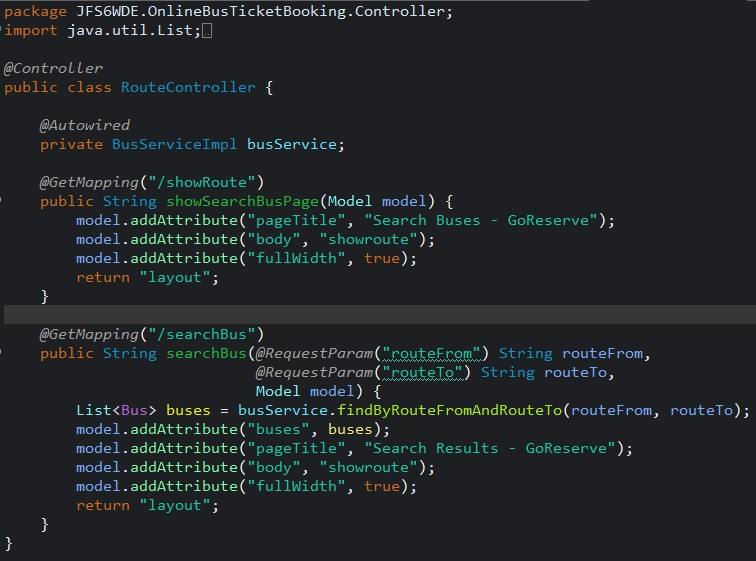 package JFS6WDE.OnlineBusTicketBooking.Controller;
import java.util.List;
@Controller
public class RouteController {
@Autowired
private BusServiceImpl busService;
@GetMapping("/showRoute")
public String showSearchBusPage(Model model) {
model.addAttribute("pageTitle", "Search Buses - GoReserve");
model.addAttribute("body", "showroute");
model.addAttribute("fullWidth", true);
return "layout";
}
@GetMapping("/searchBus")
public String searchBus(@RequestParam("routeFrom") String routeFrom,
@RequestParam("routeTo") String routeTo,
Model model) {
List<Bus> buses = busService.findByRouteFromAndRouteTo(routeFrom, routeTo);
model.addAttribute("buses", buses);
model.addAttribute("pageTitle", "Search Results - GoReserve");
model.addAttribute("body", "showroute");
model.addAttribute("fullWidth", true);
return "layout";
}
}